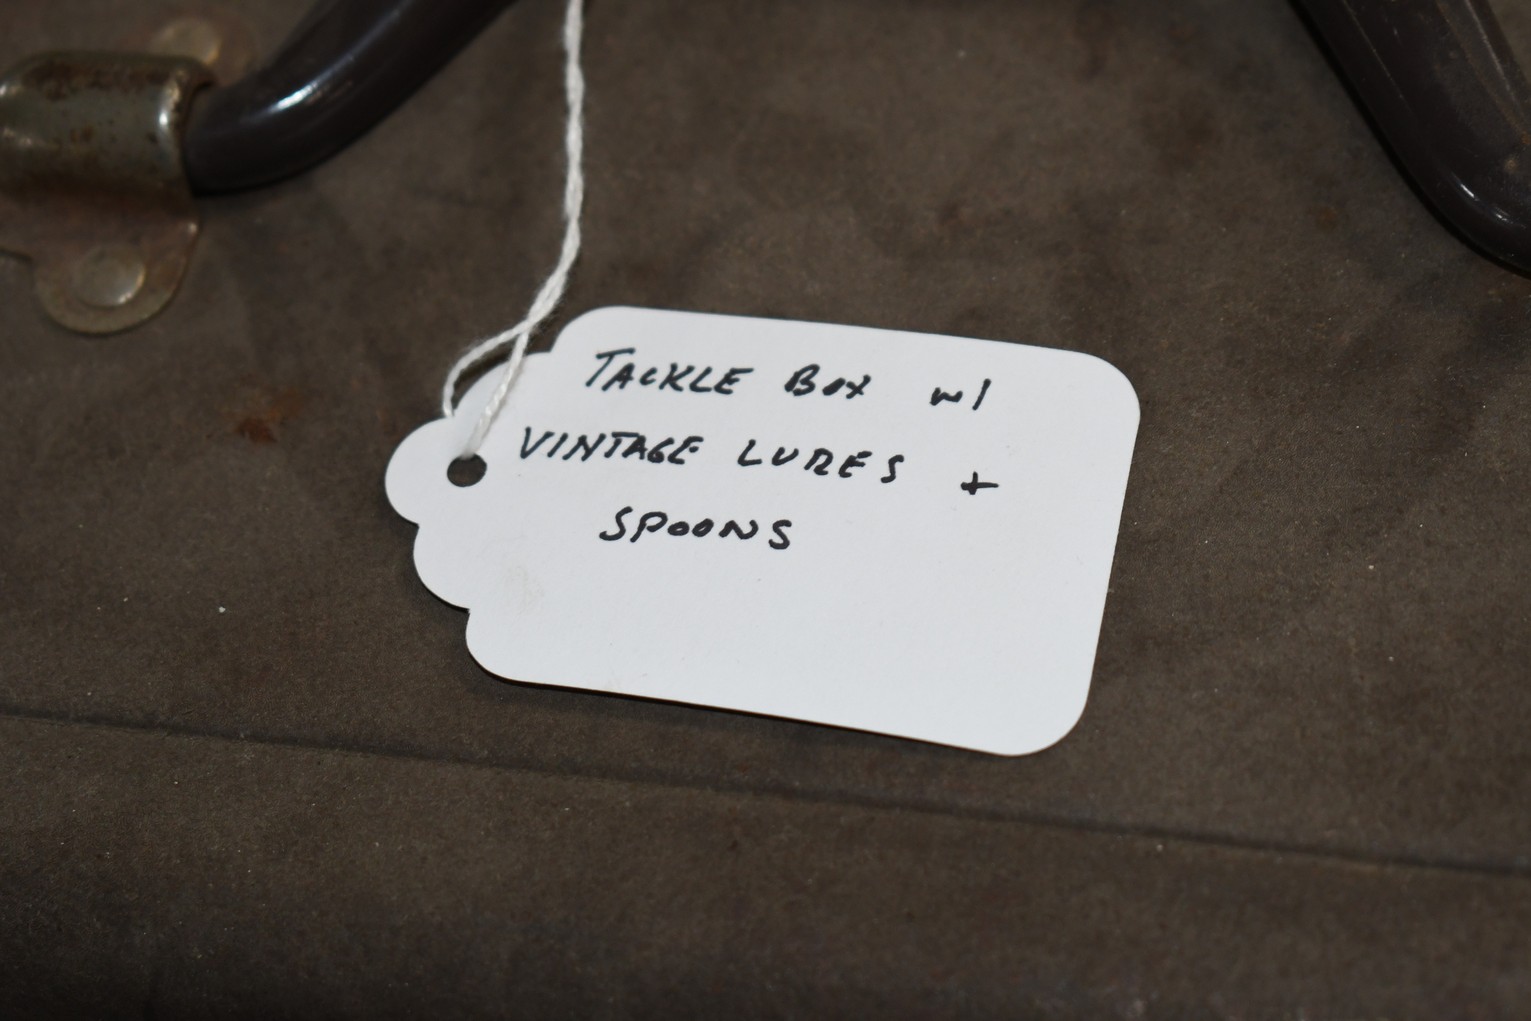 TACKLE BOX w/
VINTAGE LURES +
SPOONS